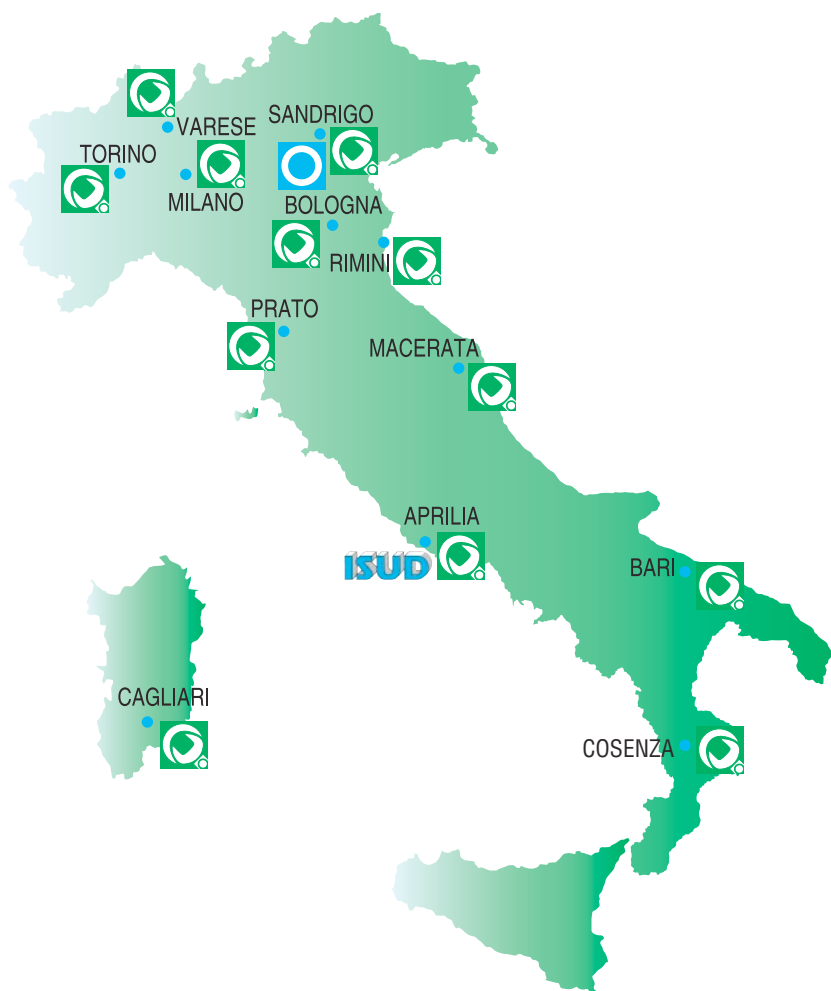 SANDRIGO
VARESE
TORINO
MILANO
BOLOGNA
RIMINI
PRATO
MACERATA
APRILIA
ISUD
BARI
CAGLIARI
COSENZA